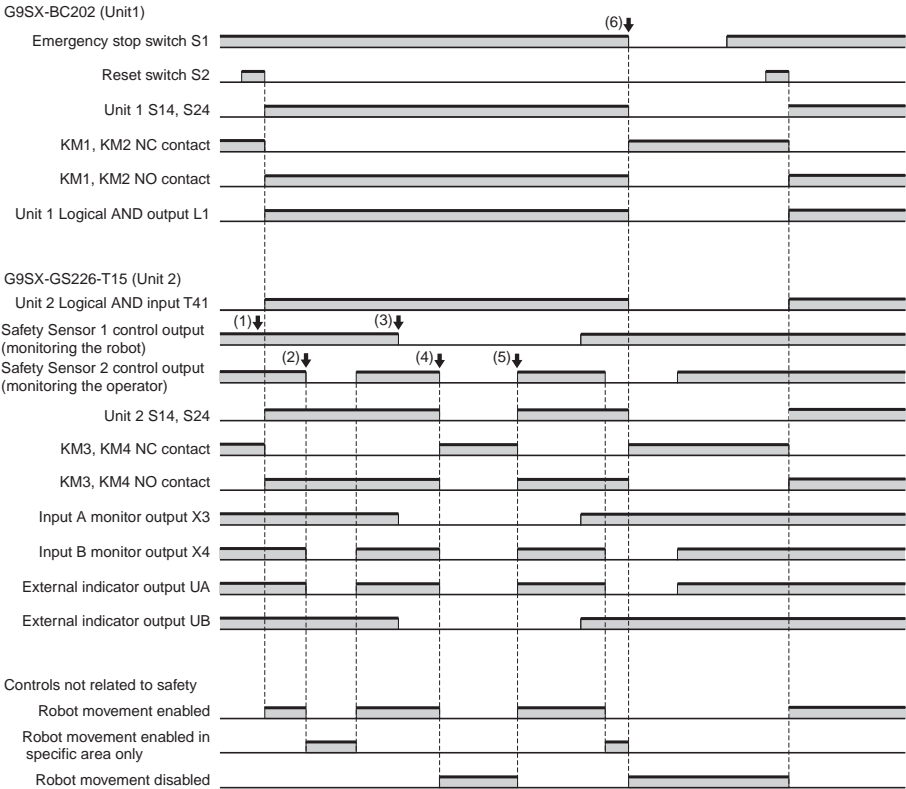 G9SX-BC202 (Unit1)
(6)
Emergency stop switch S1
Reset switch S2
Unit 1 S14, S24
KM1, KM2 NC contact
KM1, KM2 NO contact
Unit 1 Logical AND output L1
G9SX-GS226-T15 (Unit 2)
Unit 2 Logical AND input T41
(1)
(3)
Safety Sensor 1 control output
(monitoring the robot)
(2)
(4)
(5)
Safety Sensor 2 control output
(monitoring the operator)
Unit 2 S14, S24
KM3, KM4 NC contact
KM3, KM4 NO contact
Input A monitor output X3
Input B monitor output X4
External indicator output UA
External indicator output UB
Controls not related to safety
Robot movement enabled
Robot movement enabled in
specific area only
Robot movement disabled